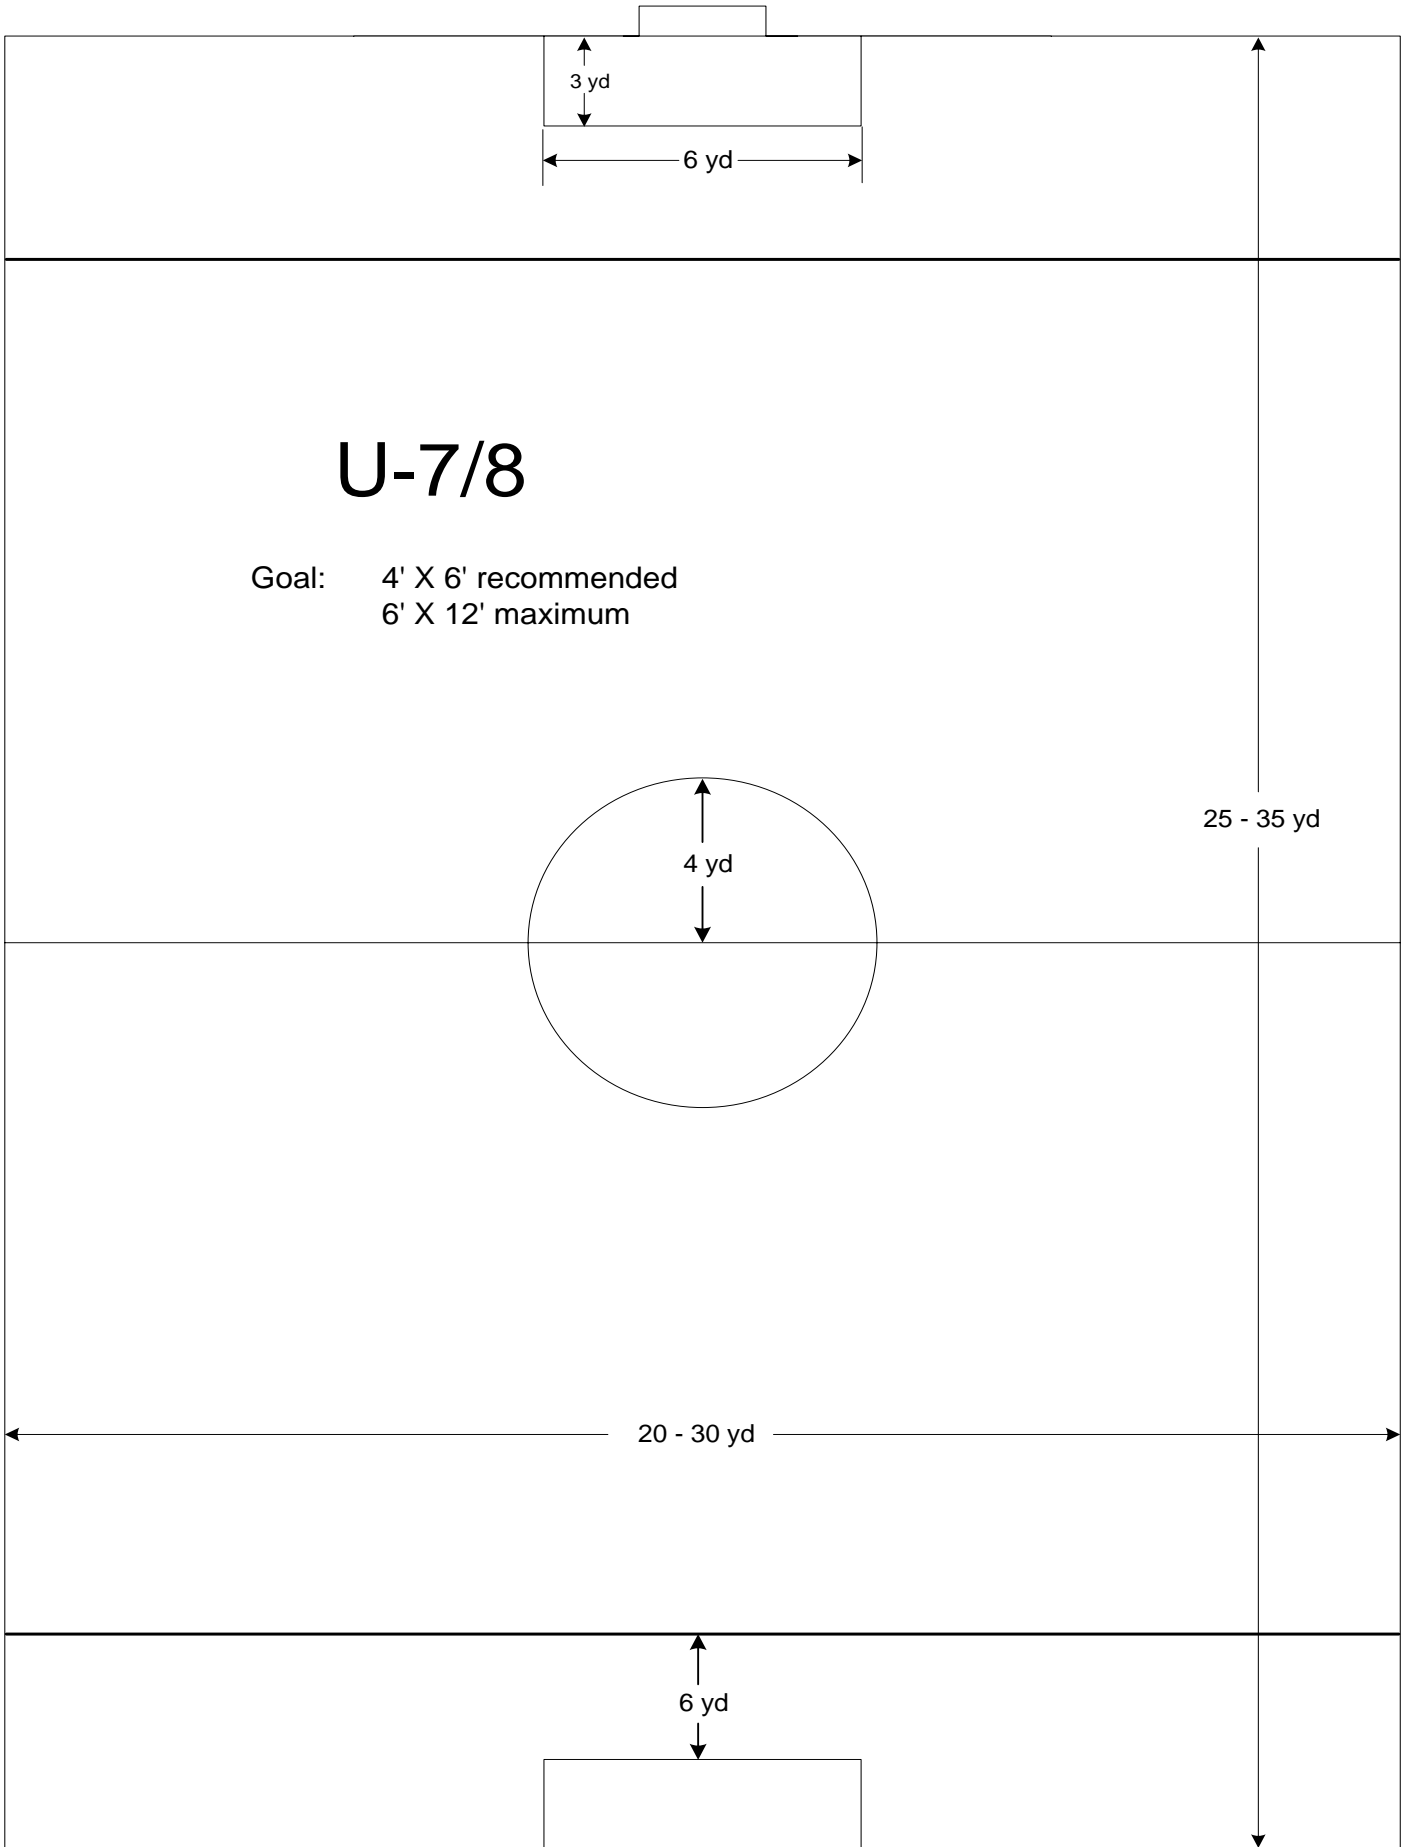 3 yd
6 yd
U-7/8
Goal: 4' X 6' recommended
6' X 12' maximum
25 - 35 yd
4 yd
20 - 30 yd
6 yd